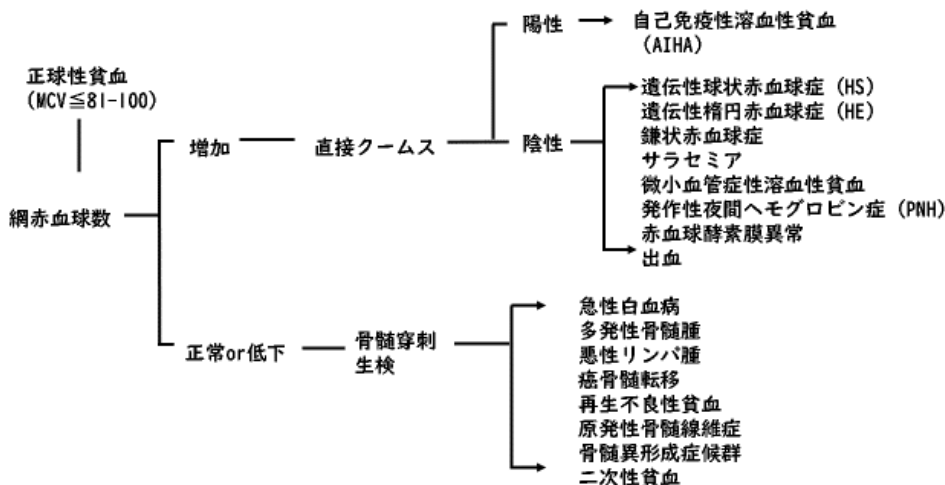 正球性貧血
(MCV≦81-100)
網赤血球数
増加
直接クームス
陽性
自己免疫性溶血性貧血
(AIHA)
陰性
遺伝性球状赤血球症 (HS)
遺伝性楕円赤血球症 (HE)
鎌状赤血球症
サラセミア
微小血管症性溶血性貧血
発作性夜間ヘモグロビン症 (PNH)
赤血球酵素膜異常
出血
正常or低下
骨髄穿刺
生検
急性白血病
多発性骨髄腫
悪性リンパ腫
癌骨髄転移
再生不良性貧血
原発性骨髄線維症
骨髄異形成症候群
二次性貧血